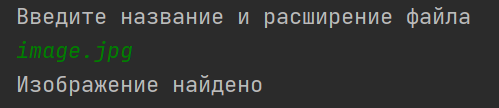 Введите название и расширение файла
image.jpg
Изображение найдено